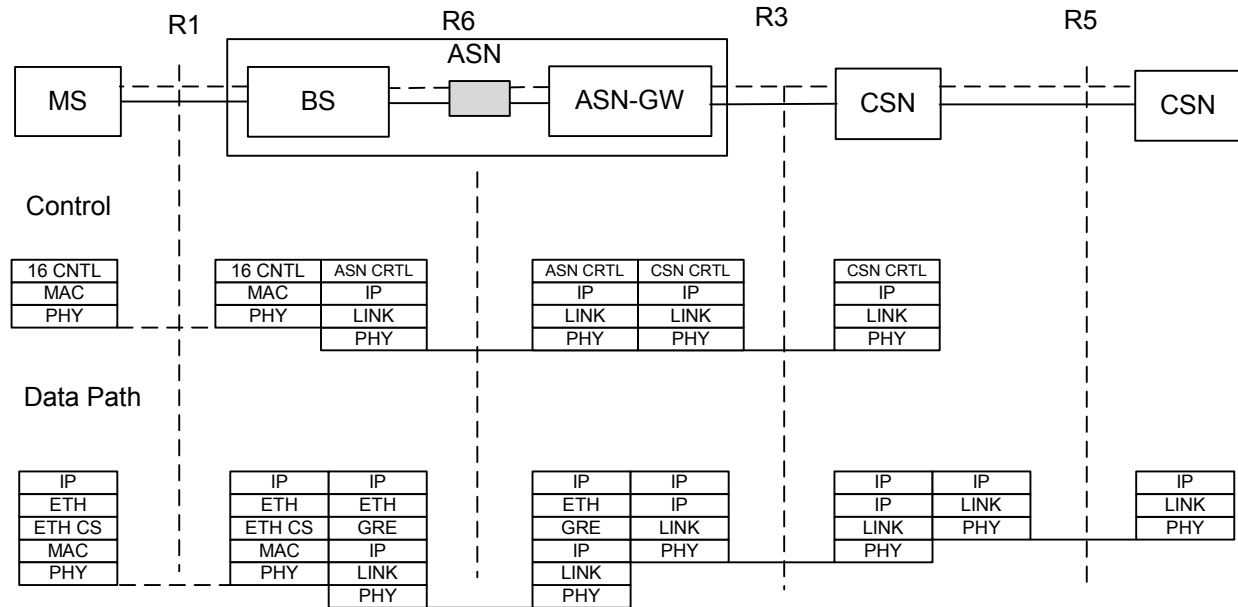 R1 R6 R3 R5
ASN
MS BS ASN-GW CSN CSN
Control
16 CNTL 16 CNTL ASN CRTL ASN CRTL CSN CRTL CSN CRTL
MAC MAC IP IP IP IP
PHY PHY LINK LINK LINK LINK
PHY PHY PHY PHY
Data Path
IP IP IP IP IP IP IP IP
ETH ETH ETH ETH IP IP LINK LINK
ETH CS ETH CS GRE GRE LINK LINK PHY PHY
MAC MAC IP IP PHY PHY
PHY PHY LINK LINK
PHY PHY